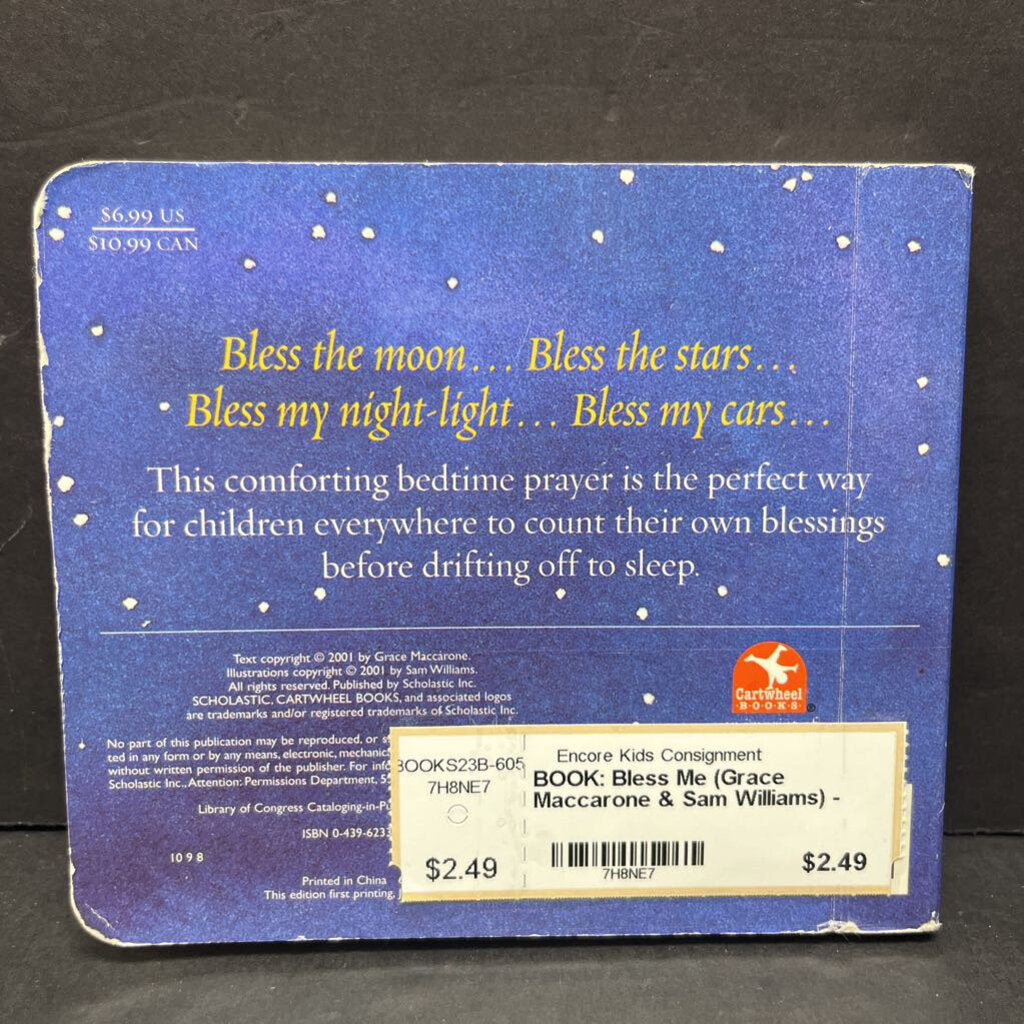 $6.99 US
$10.99 CAN
Bless the moon... Bless the stars...
Bless my night-light... Bless my cars...
This comforting bedtime prayer is the perfect way
for children everywhere to count their own blessings
before drifting off to sleep.
Text copyright © 2001 by Grace Maccarone.
Illustrations copyright © 2001 by Sam Williams.
All rights reserved. Published by Scholastic Inc.
SCHOLASTIC, CARTWHEEL BOOKS, and associated logos
are trademarks and/or registered trademarks of Scholastic Inc.
Cartwheel
·B·O·O·K·S· ®
No part of this publication may be reproduced, or
ted in any form or by any means, electronic,
without written permission of the publisher. For
Scholastic Inc., Attention: Permissions Department,
Library of Congress
ISBN 0-439-623
10 9 8
Printed in China
This edition first printing,
BOOKS23B-605
7H8NE7
$2.49
Encore Kids Consignment
BOOK: Bless Me (Grace
Maccarone & Sam Williams) -
7H8NE7
$2.49